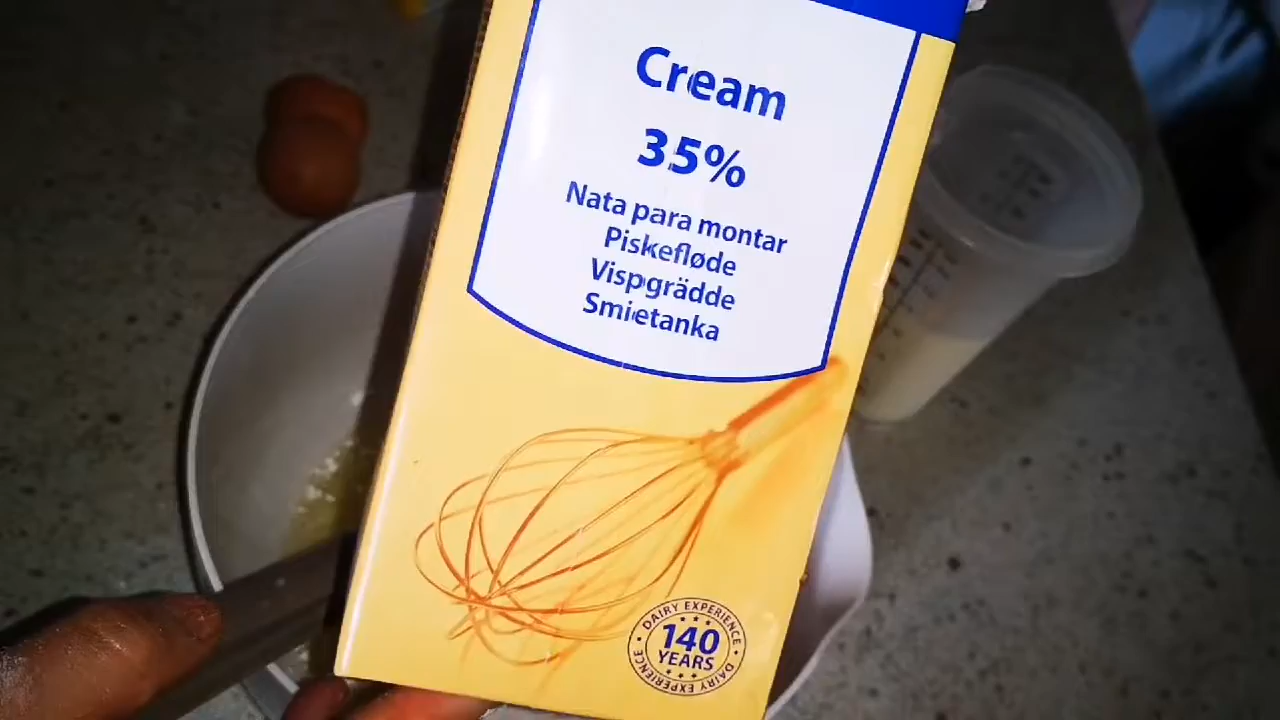 Cream
35%
Nata para montar
Piskefløde
Vispgrädde
Smietanka
DAIRY EXPERIENCE
140
YEARS
DAIRY EXPERIENCE